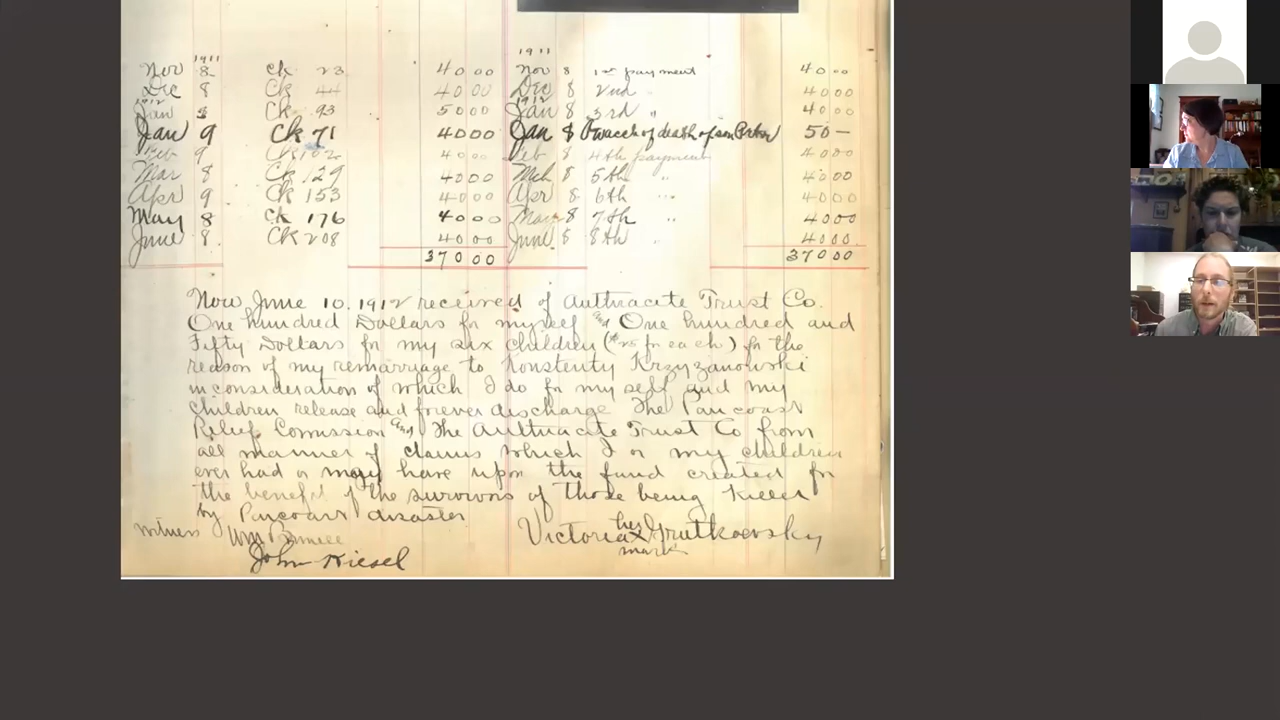 1911 1911
Nov 8 Ck 23 40 00 Nov 8 1st payment 40 00
Dec 8 Ck 44 40 00 Dec 8 2nd 40 00
1912 1912
Jan Ck 93 50 00 Jan 8 3rd " 40 00
Jan 9 Ck 71 40 00 Jan 8 of death of son 50 —
Feb 9 Ck 102 40 00 Feb 8 4th payment 40 00
Mar 8 Ck 129 40 00 Mch 8 5th " 40 00
Apr 9 Ck 153 40 00 Apr 8 6th " 40 00
May 8 Ck 176 40 00 May 8 7th " 40 00
June 8 Ck 208 40 00 June 8 8th " 40 00
370 00 370 00
Now June 10. 1912 received of Anthracite Trust Co.
One hundred Dollars for myself and One hundred and
Fifty Dollars for my six children ($25 for each) for the
reason of my remarriage to Konstenty Krzyzanowski
in consideration of which I do for my self and my
children release and forever discharge The Pancoast
Relief Comission and The Anthracite Trust Co from
all manner of claims which I or my children
ever had or may have upon the fund created for
the benefit of the survivors of those being killed
by Pancoast disaster
Witness Wm Victoria her X mark Grutkowsky
John Kiesel